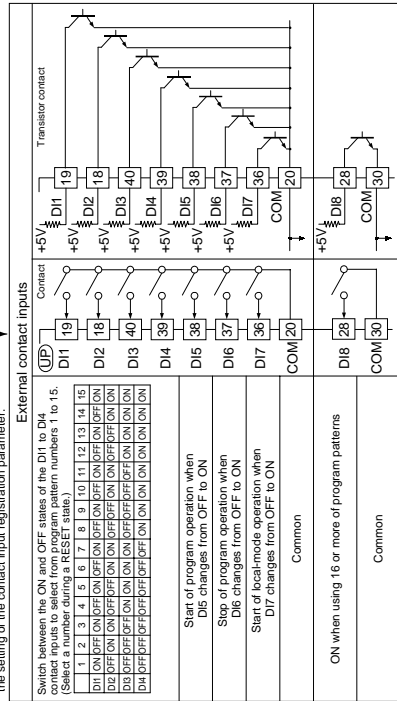 the setting of the contact input registration parameter.
External contact inputs
Switch between the ON and OFF states of the DI1 to DI4
contact inputs to select from program pattern numbers 1 to 15.
(Select a number during a RESET state.)
1 2 3 4 5 6 7 8 9 10 11 12 13 14 15
DI1 ON OFF ON OFF ON OFF ON OFF ON OFF ON OFF ON OFF ON
DI2 OFF ON ON OFF OFF ON ON OFF OFF ON ON OFF OFF ON ON
DI3 OFF OFF OFF ON ON ON ON OFF OFF OFF OFF ON ON ON ON
DI4 OFF OFF OFF OFF OFF OFF OFF ON ON ON ON ON ON ON ON
Start of program operation when
DI5 changes from OFF to ON
Stop of program operation when
DI6 changes from OFF to ON
Start of local-mode operation when
DI7 changes from OFF to ON
Common
ON when using 16 or more of program patterns
Common
UP
Contact
DI1 19
DI2 18
DI3 40
DI4 39
DI5 38
DI6 37
DI7 36
COM 20
DI8 28
COM 30
Transistor contact
+5V DI1 19
+5V DI2 18
+5V DI3 40
+5V DI4 39
+5V DI5 38
+5V DI6 37
+5V DI7 36
COM 20
+5V DI8 28
COM 30